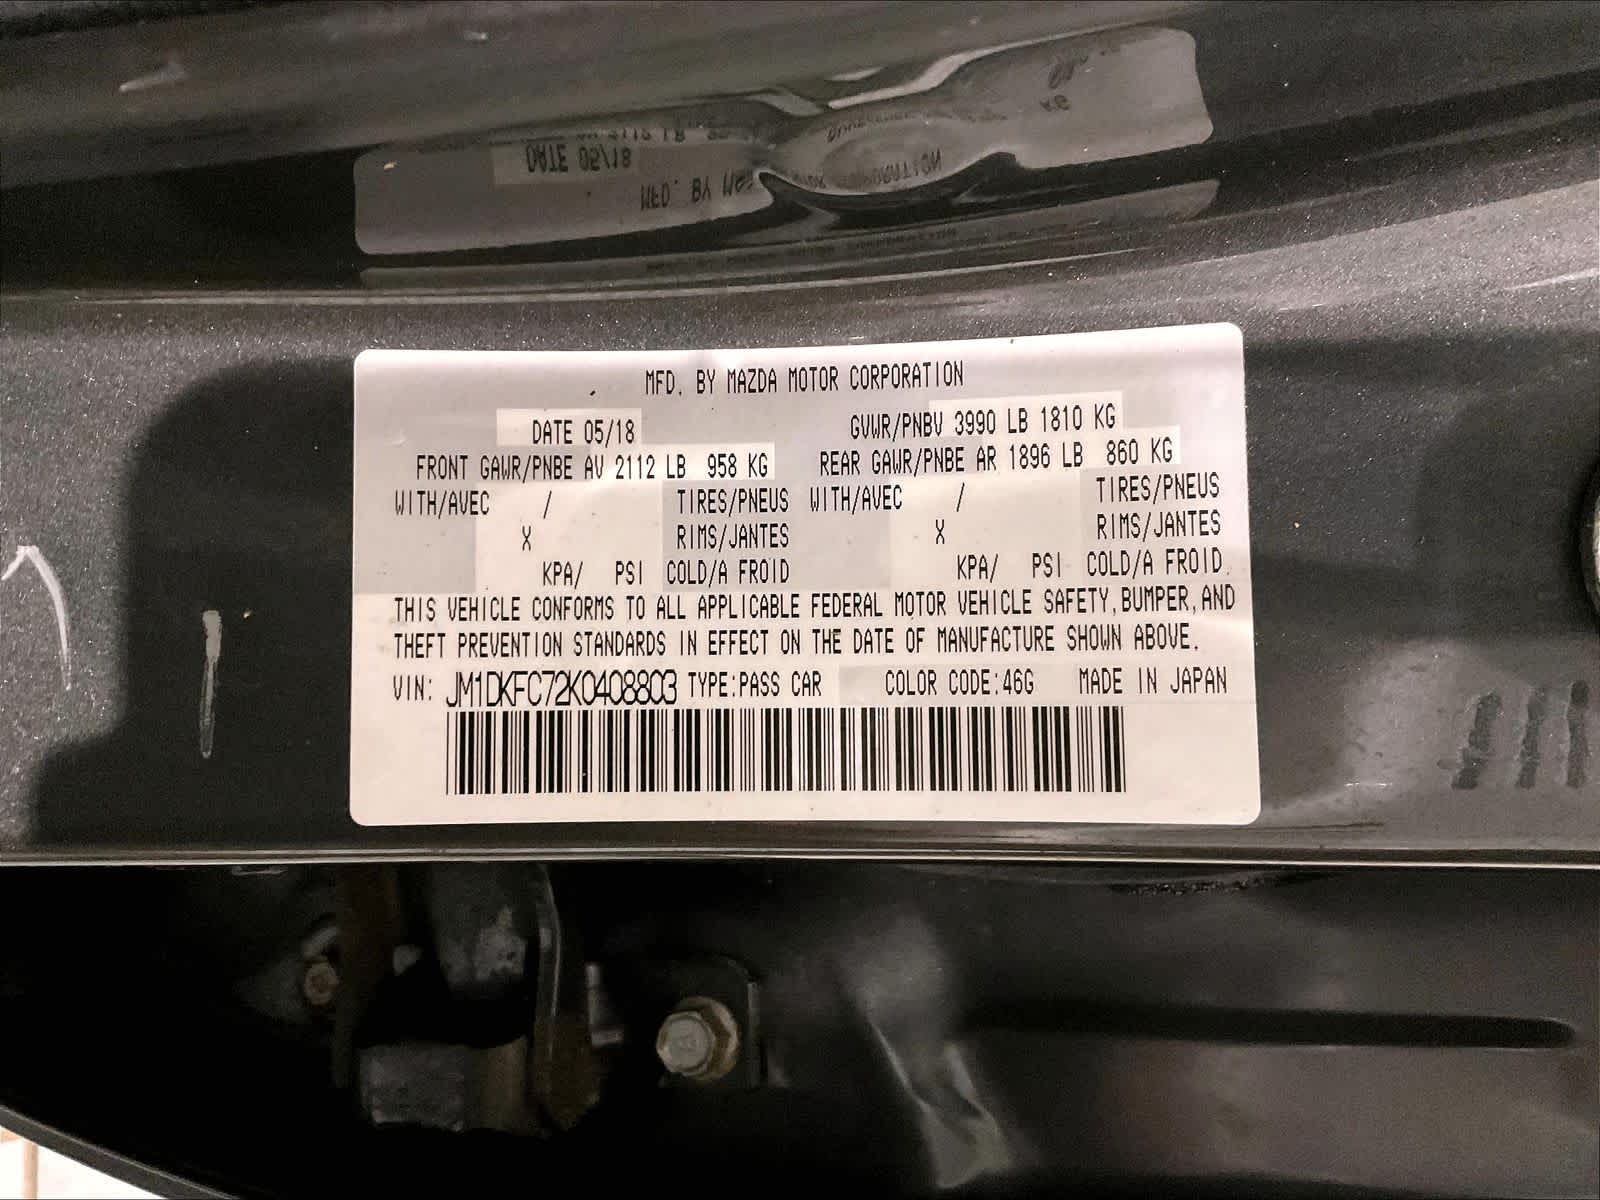 MFD. BY MAZDA MOTOR CORPORATION
DATE 05/18 GVWR/PNBV 3990 LB 1810 KG
FRONT GAWR/PNBE AV 2112 LB 958 KG REAR GAWR/PNBE AR 1896 LB 860 KG
WITH/AVEC / TIRES/PNEUS WITH/AVEC / TIRES/PNEUS
X RIMS/JANTES X RIMS/JANTES
KPA/ PSI COLD/A FROID KPA/ PSI COLD/A FROID.
THIS VEHICLE CONFORMS TO ALL APPLICABLE FEDERAL MOTOR VEHICLE SAFETY, BUMPER, AND
THEFT PREVENTION STANDARDS IN EFFECT ON THE DATE OF MANUFACTURE SHOWN ABOVE.
VIN: JM1DKFC72K0408803 TYPE:PASS CAR COLOR CODE:46G MADE IN JAPAN